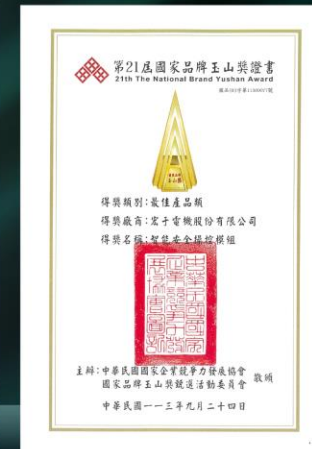 第21屆國家品牌玉山獎證書
21th The National Brand Yushan Award
得獎類別：最佳產品類
得獎廠商：宏于電機股份有限公司
得獎名稱：智能安全操控模組
主辦：中華民國國家企業競爭力發展協會
國家品牌玉山獎競選活動委員會
敬頒
中華民國一一三年九月二十四日